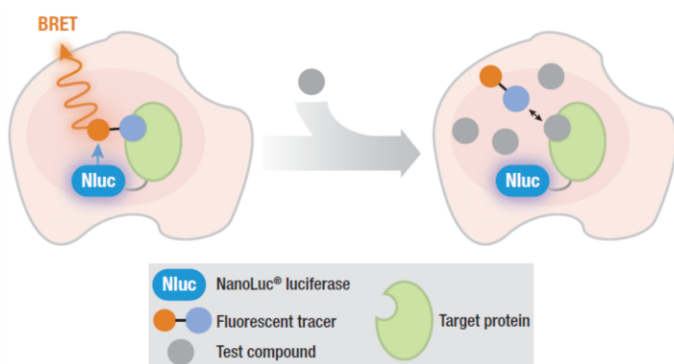 BRET
Nluc
Nluc
Nluc NanoLuc® luciferase
Fluorescent tracer
Target protein
Test compound